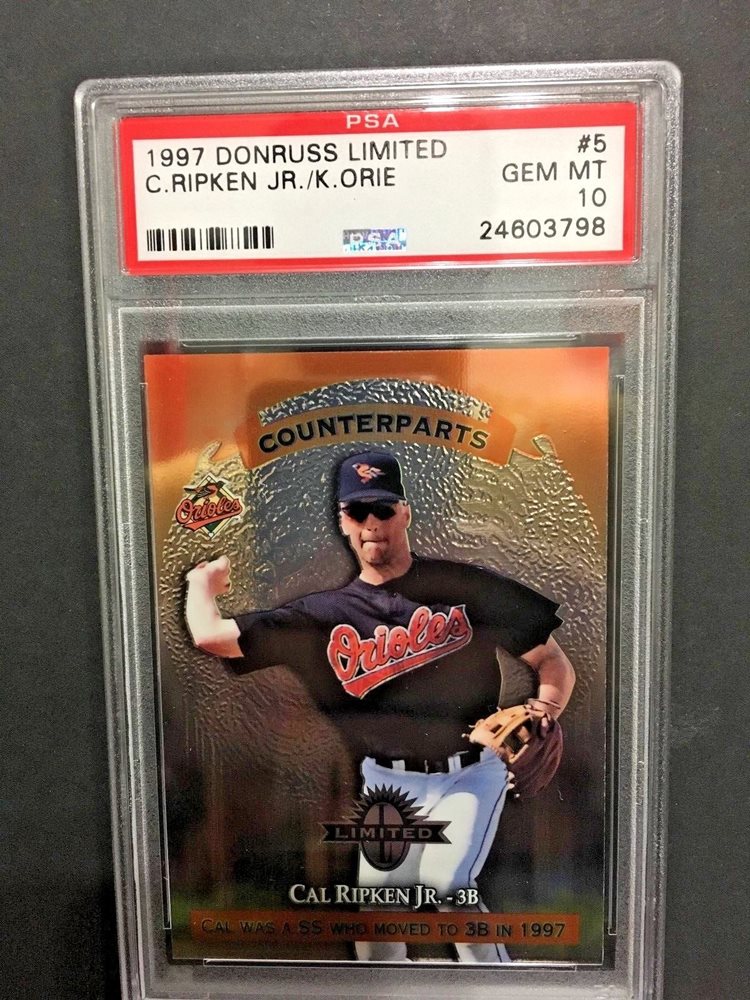 PSA
1997 DONRUSS LIMITED #5
C.RIPKEN JR./K.ORIE GEM MT
10
PSA 24603798
COUNTERPARTS
Orioles
Orioles
LIMITED
CAL RIPKEN JR. - 3B
CAL WAS A SS WHO MOVED TO 3B IN 1997